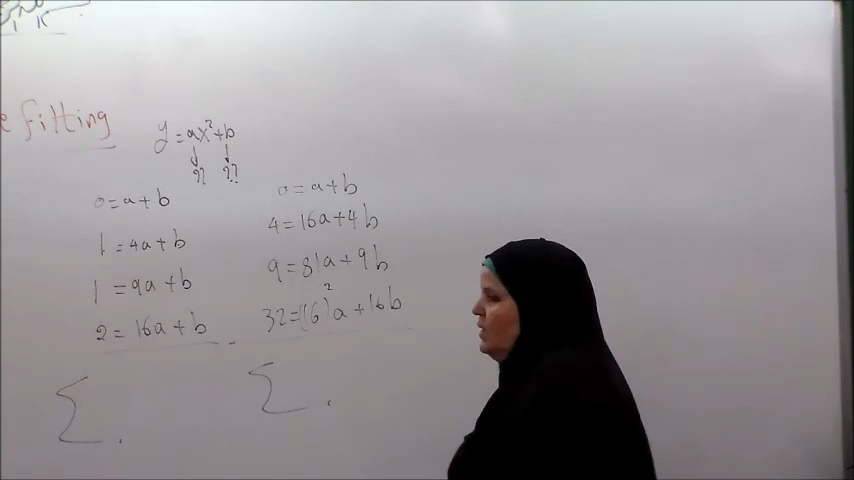 e fitting
y = ax² + b
?? ??
0 = a + b
1 = 4a + b
1 = 9a + b
2 = 16a + b
Σ .
0 = a + b
4 = 16a + 4b
9 = 81a + 9b
32 = (16)²a + 16b
Σ .